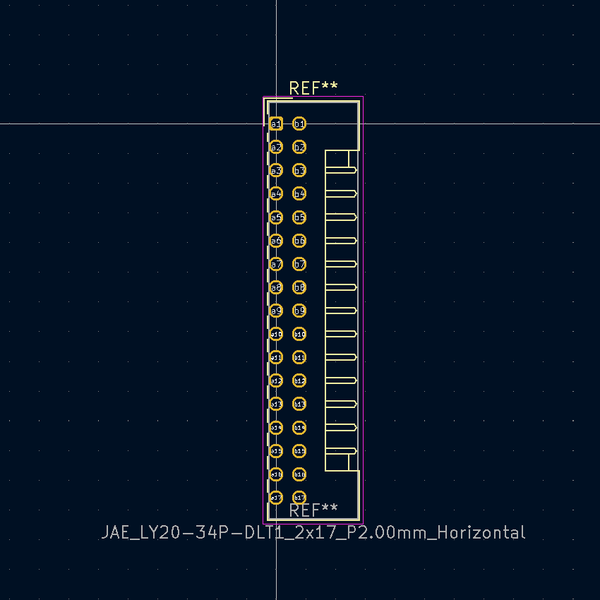 REF**
a1 b1
a2 b2
a3 b3
a4 b4
a5 b5
a6 b6
a7 b7
a8 b8
a9 b9
a10 b10
a11 b11
a12 b12
a13 b13
a14 b14
a15 b15
a16 b16
a17 b17
REF**
JAE_LY20-34P-DLT1_2x17_P2.00mm_Horizontal